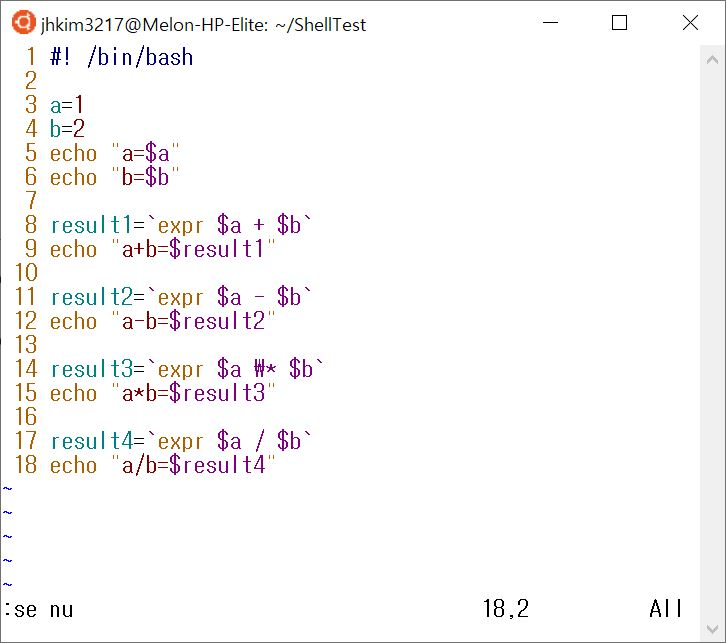 jhkim3217@Melon-HP-Elite: ~/ShellTest
1 #! /bin/bash
2
3 a=1
4 b=2
5 echo "a=$a"
6 echo "b=$b"
7
8 result1=`expr $a + $b`
9 echo "a+b=$result1"
10
11 result2=`expr $a - $b`
12 echo "a-b=$result2"
13
14 result3=`expr $a ₩* $b`
15 echo "a*b=$result3"
16
17 result4=`expr $a / $b`
18 echo "a/b=$result4"
~
~
~
~
~
:se nu 18,2 All